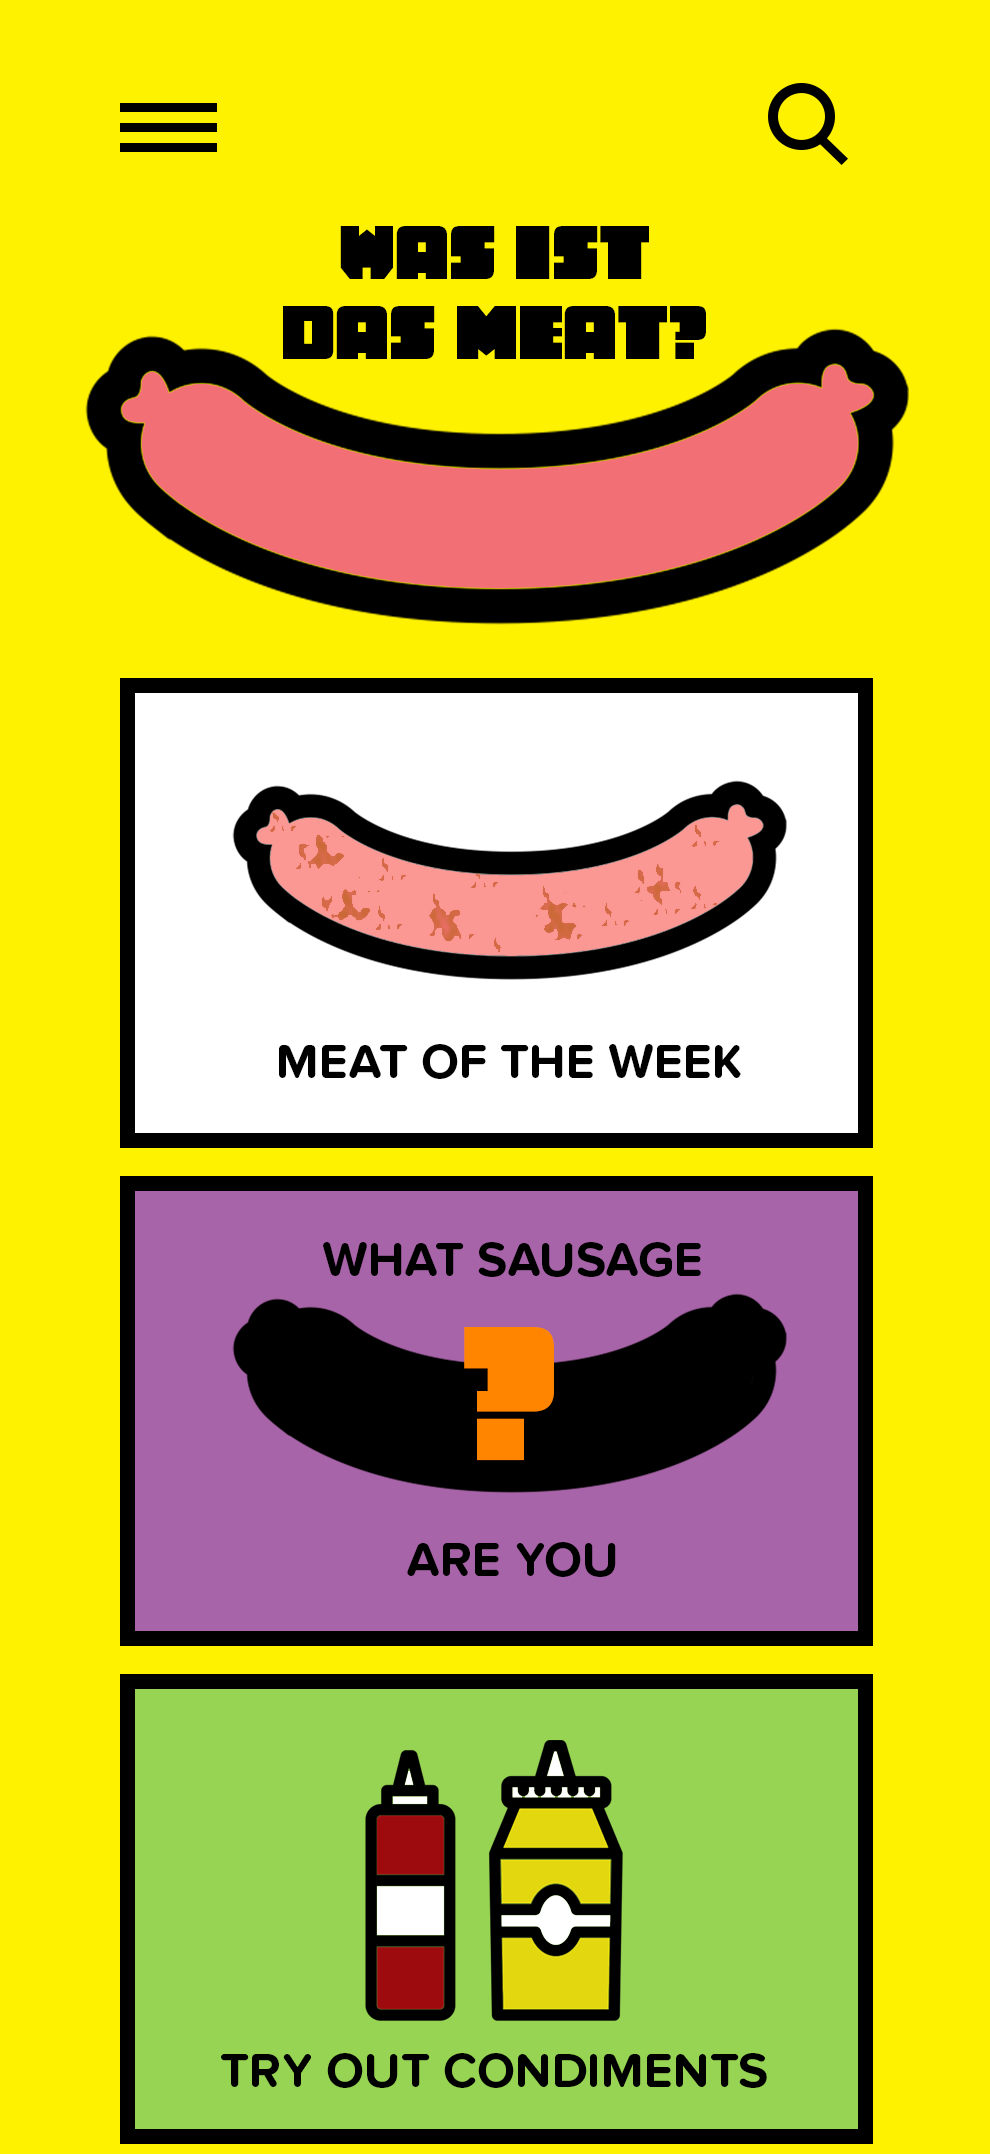 WAS IST
DAS MEAT?
MEAT OF THE WEEK
WHAT SAUSAGE
?
ARE YOU
TRY OUT CONDIMENTS